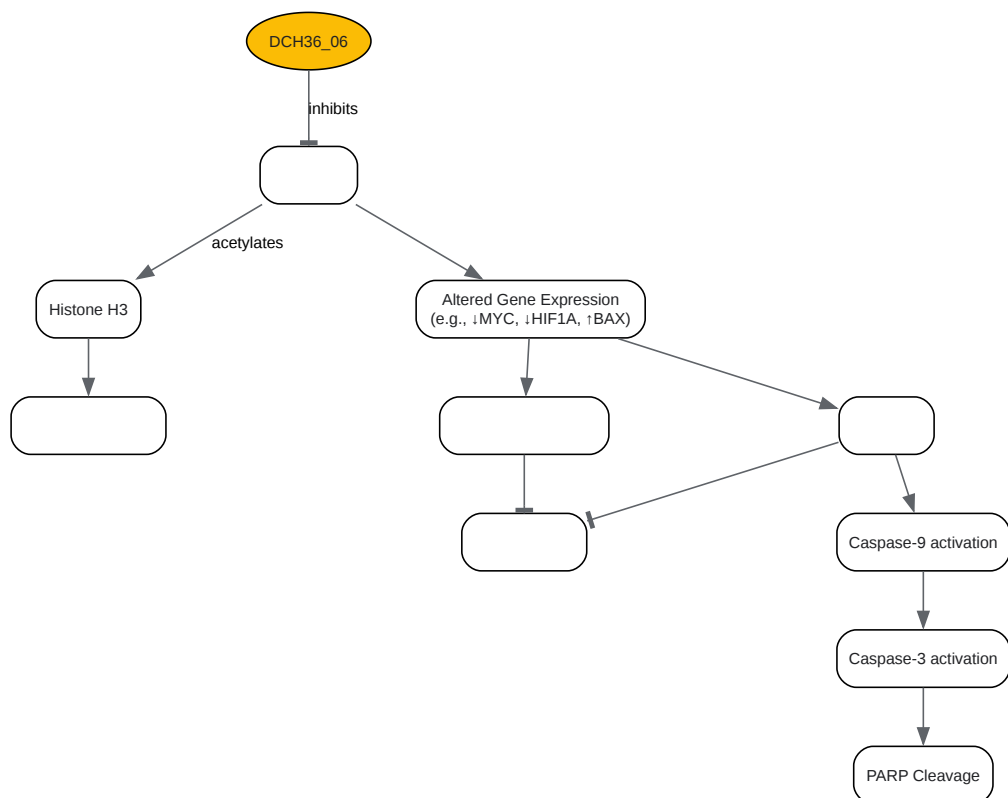 DCH36_06
inhibits
acetylates
Histone H3
Altered Gene Expression
(e.g., ↓MYC, ↓HIF1A, ↑BAX)
Caspase-9 activation
Caspase-3 activation
PARP Cleavage